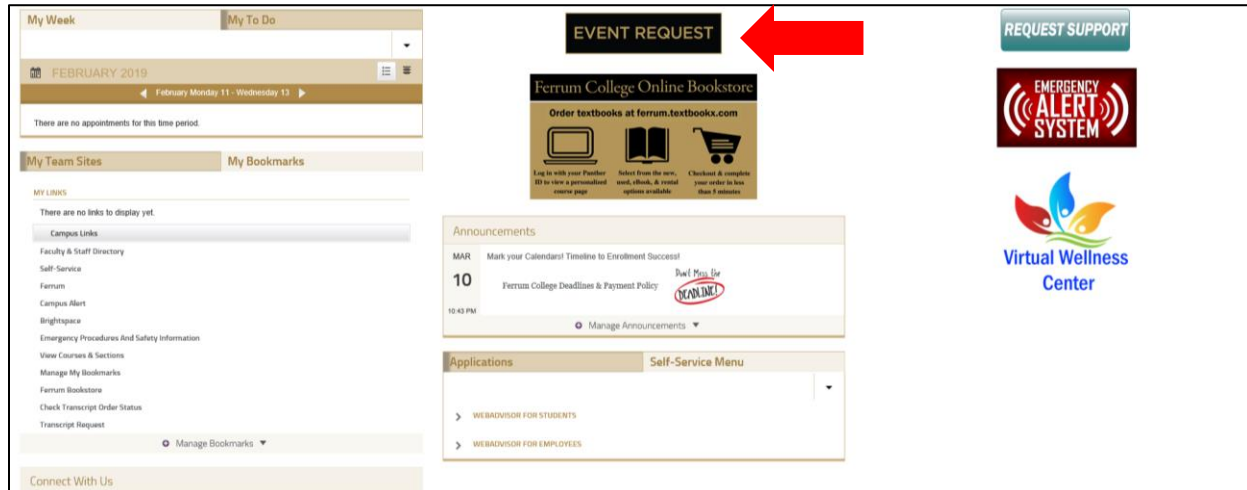 My Week
My To Do
FEBRUARY 2019
February Monday 11 - Wednesday 13
There are no appointments for this time period.
My Team Sites
My Bookmarks
MY LINKS
There are no links to display yet.
Campus Links
Faculty & Staff Directory
Self-Service
Ferrum
Campus Alert
Brightspace
Emergency Procedures And Safety Information
View Courses & Sections
Manage My Bookmarks
Ferrum Bookstore
Check Transcript Order Status
Transcript Request
Manage Bookmarks
Connect With Us
EVENT REQUEST
Ferrum College Online Bookstore
Order textbooks at ferrum.textbookx.com
Log in with your Panther
ID to view a personalized
course page
Select from the new,
used, eBook, & rental
options available
Checkout & complete
your order in less
than 5 minutes
Announcements
MAR
10
10:43 PM
Mark your Calendars! Timeline to Enrollment Success!
Ferrum College Deadlines & Payment Policy
Don't Miss the
DEADLINE!
Manage Announcements
Applications
Self-Service Menu
WEBADVISOR FOR STUDENTS
WEBADVISOR FOR EMPLOYEES
REQUEST SUPPORT
EMERGENCY
ALERT
SYSTEM
Virtual Wellness
Center